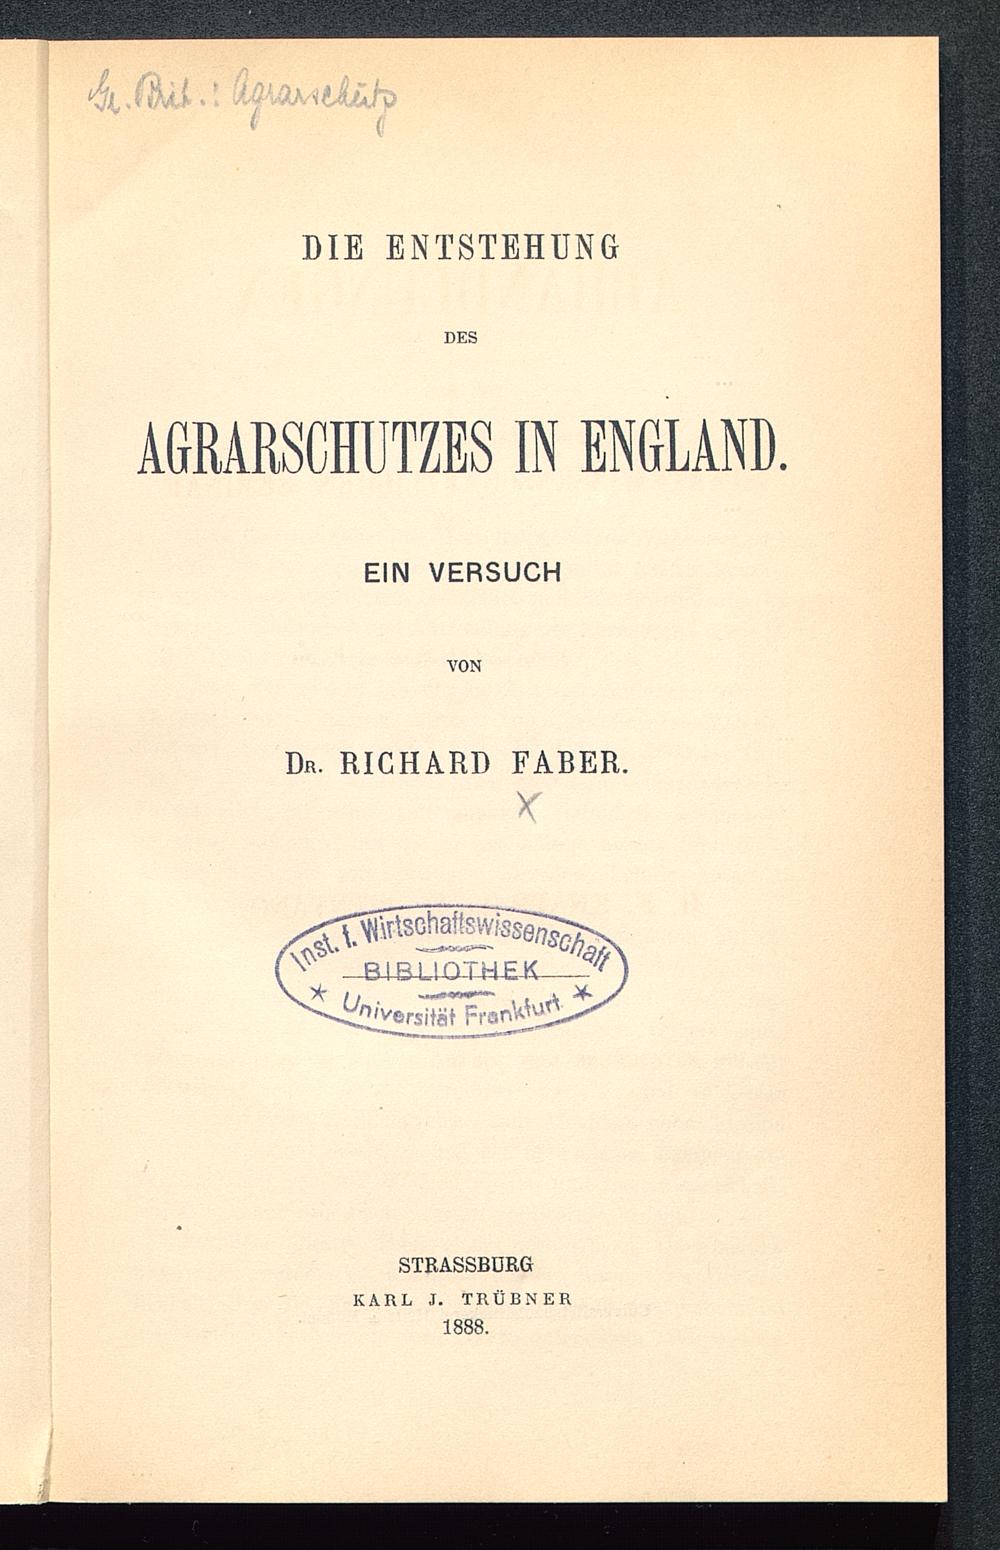 Gr. Brit.: Agrarschutz
DIE ENTSTEHUNG
DES
AGRARSCHUTZES IN ENGLAND.
EIN VERSUCH
VON
DR. RICHARD FABER.
X
Inst. f. Wirtschaftswissenschaft
BIBLIOTHEK
* Universität Frankfurt *
STRASSBURG
KARL J. TRÜBNER
1888.